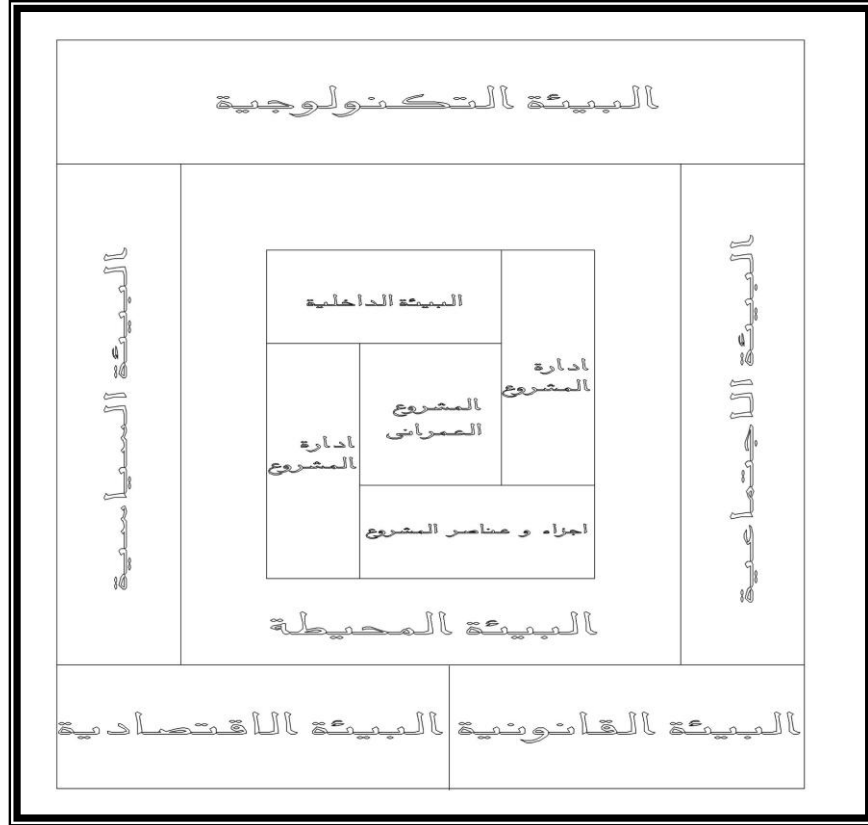 البيئة التكنولوجية
البيئة الاجتماعية
البيئة السياسية
البيئة الداخلية
ادارة
المشروع
المشروع
العمرانى
ادارة
المشروع
اجزاء و عناصر المشروع
البيئة المحيطة
البيئة القانونية
البيئة الاقتصادية